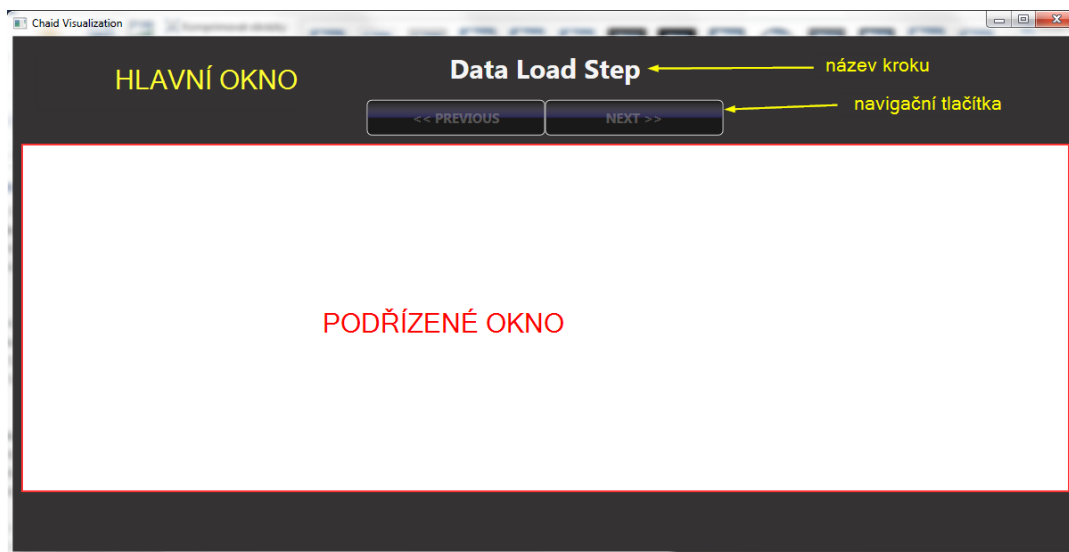 Chaid Visualization
HLAVNÍ OKNO
Data Load Step
název kroku
navigační tlačítka
<< PREVIOUS
NEXT >>
PODŘÍZENÉ OKNO